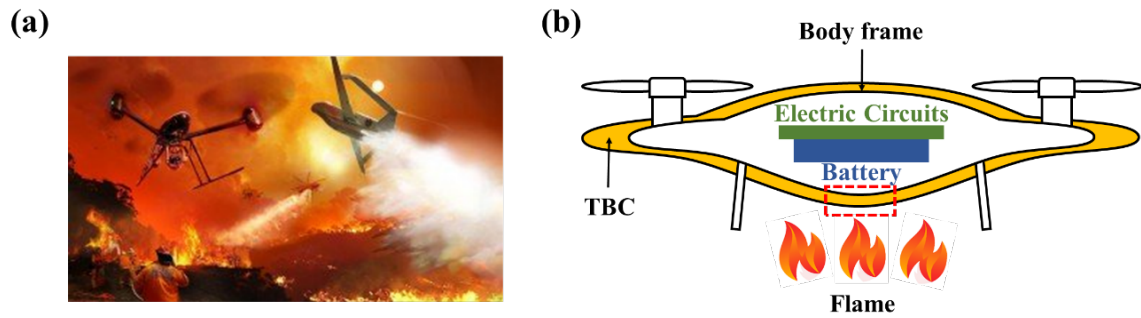 (a)
(b)
Body frame
Electric Circuits
Battery
TBC
Flame